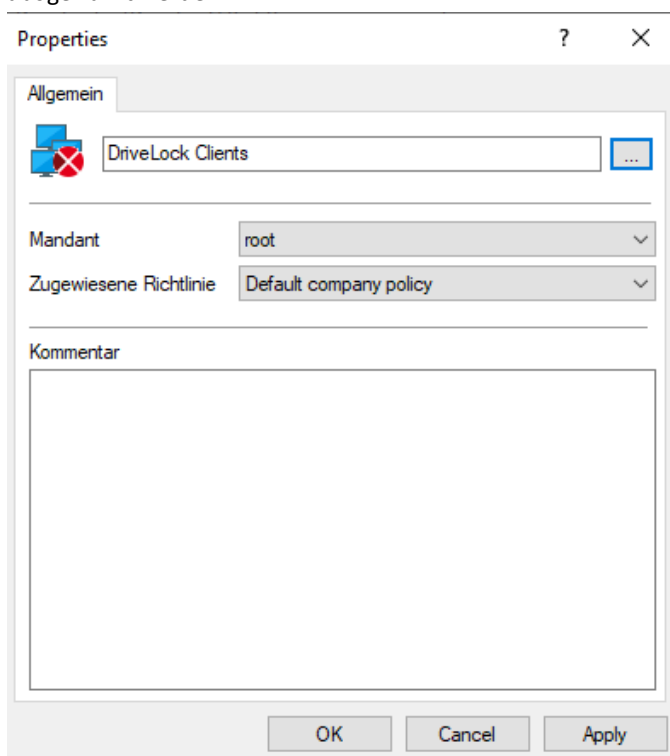 Properties ? ×
Allgemein
DriveLock Clients ...
Mandant root
Zugewiesene Richtlinie Default company policy
Kommentar
OK Cancel Apply